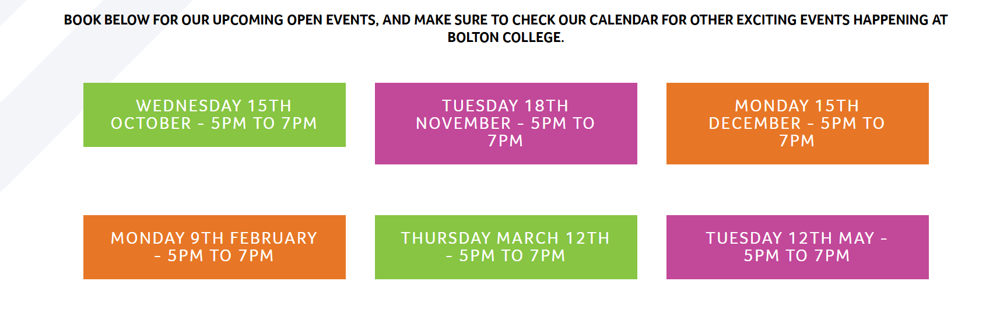 BOOK BELOW FOR OUR UPCOMING OPEN EVENTS, AND MAKE SURE TO CHECK OUR CALENDAR FOR OTHER EXCITING EVENTS HAPPENING AT
BOLTON COLLEGE.
WEDNESDAY 15TH
OCTOBER - 5PM TO 7PM
TUESDAY 18TH
NOVEMBER - 5PM TO
7PM
MONDAY 15TH
DECEMBER - 5PM TO
7PM
MONDAY 9TH FEBRUARY
- 5PM TO 7PM
THURSDAY MARCH 12TH
- 5PM TO 7PM
TUESDAY 12TH MAY -
5PM TO 7PM